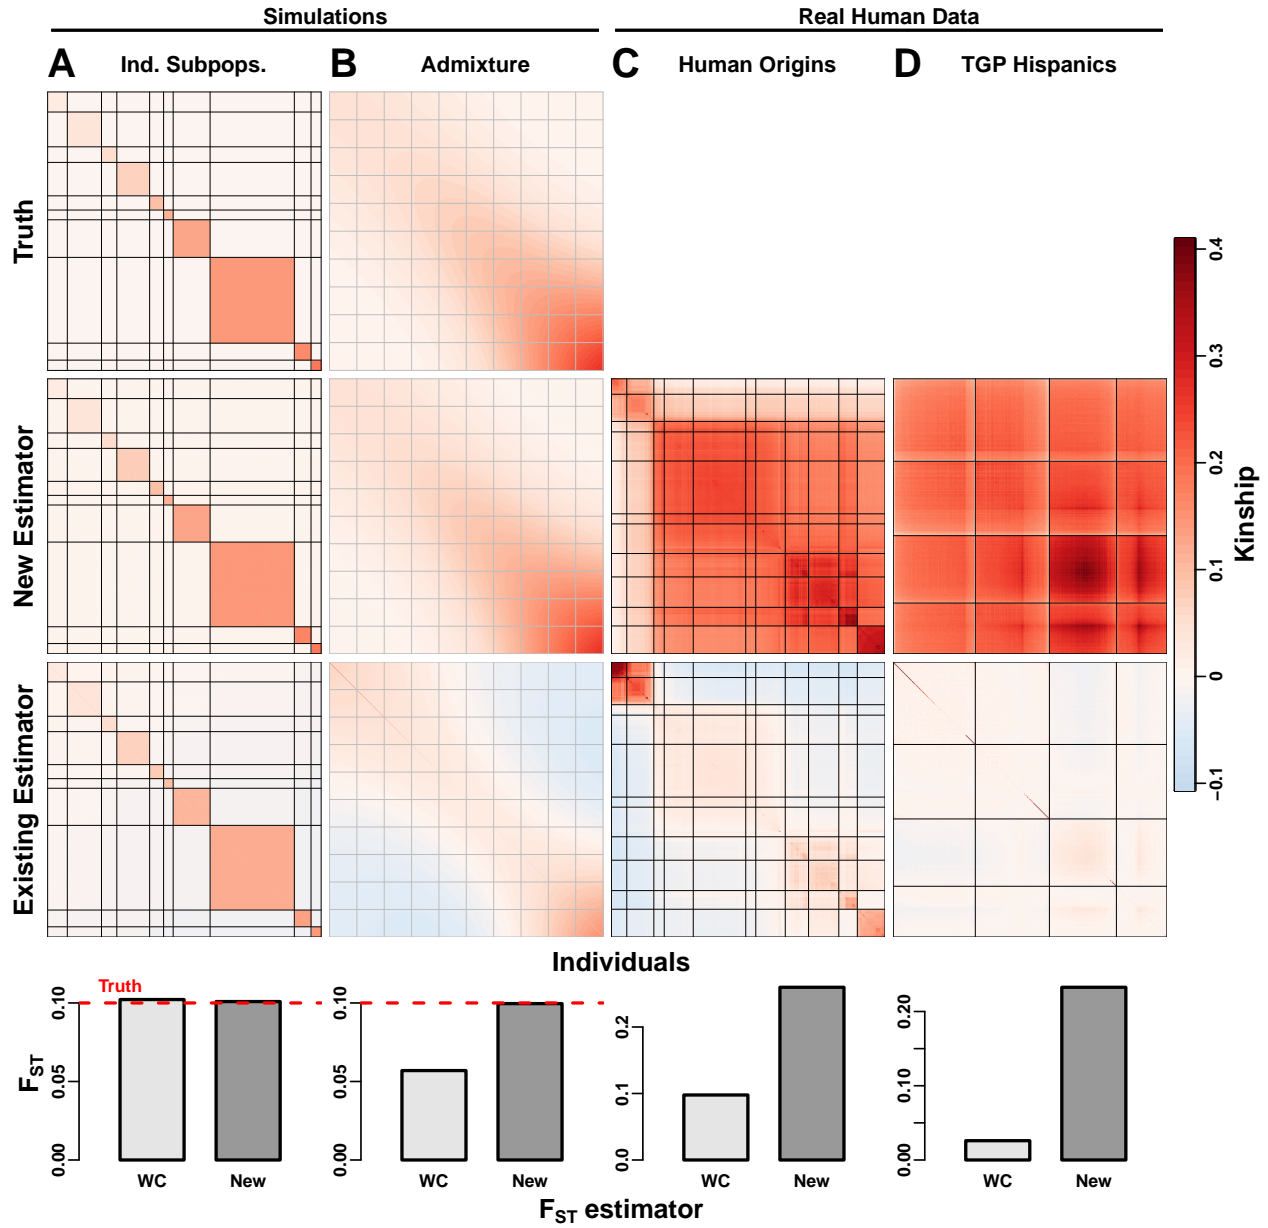 Simulations
Real Human Data
A Ind. Subpops.
B Admixture
C Human Origins
D TGP Hispanics
Truth
New Estimator
Existing Estimator
Kinship
0.4
0.3
0.2
0.1
0
−0.1
Individuals
Truth
F_ST
0.10
0.05
0.00
WC New
0.10
0.05
0.00
WC New
0.2
0.1
0.0
WC New
0.20
0.10
0.00
WC New
F_ST estimator